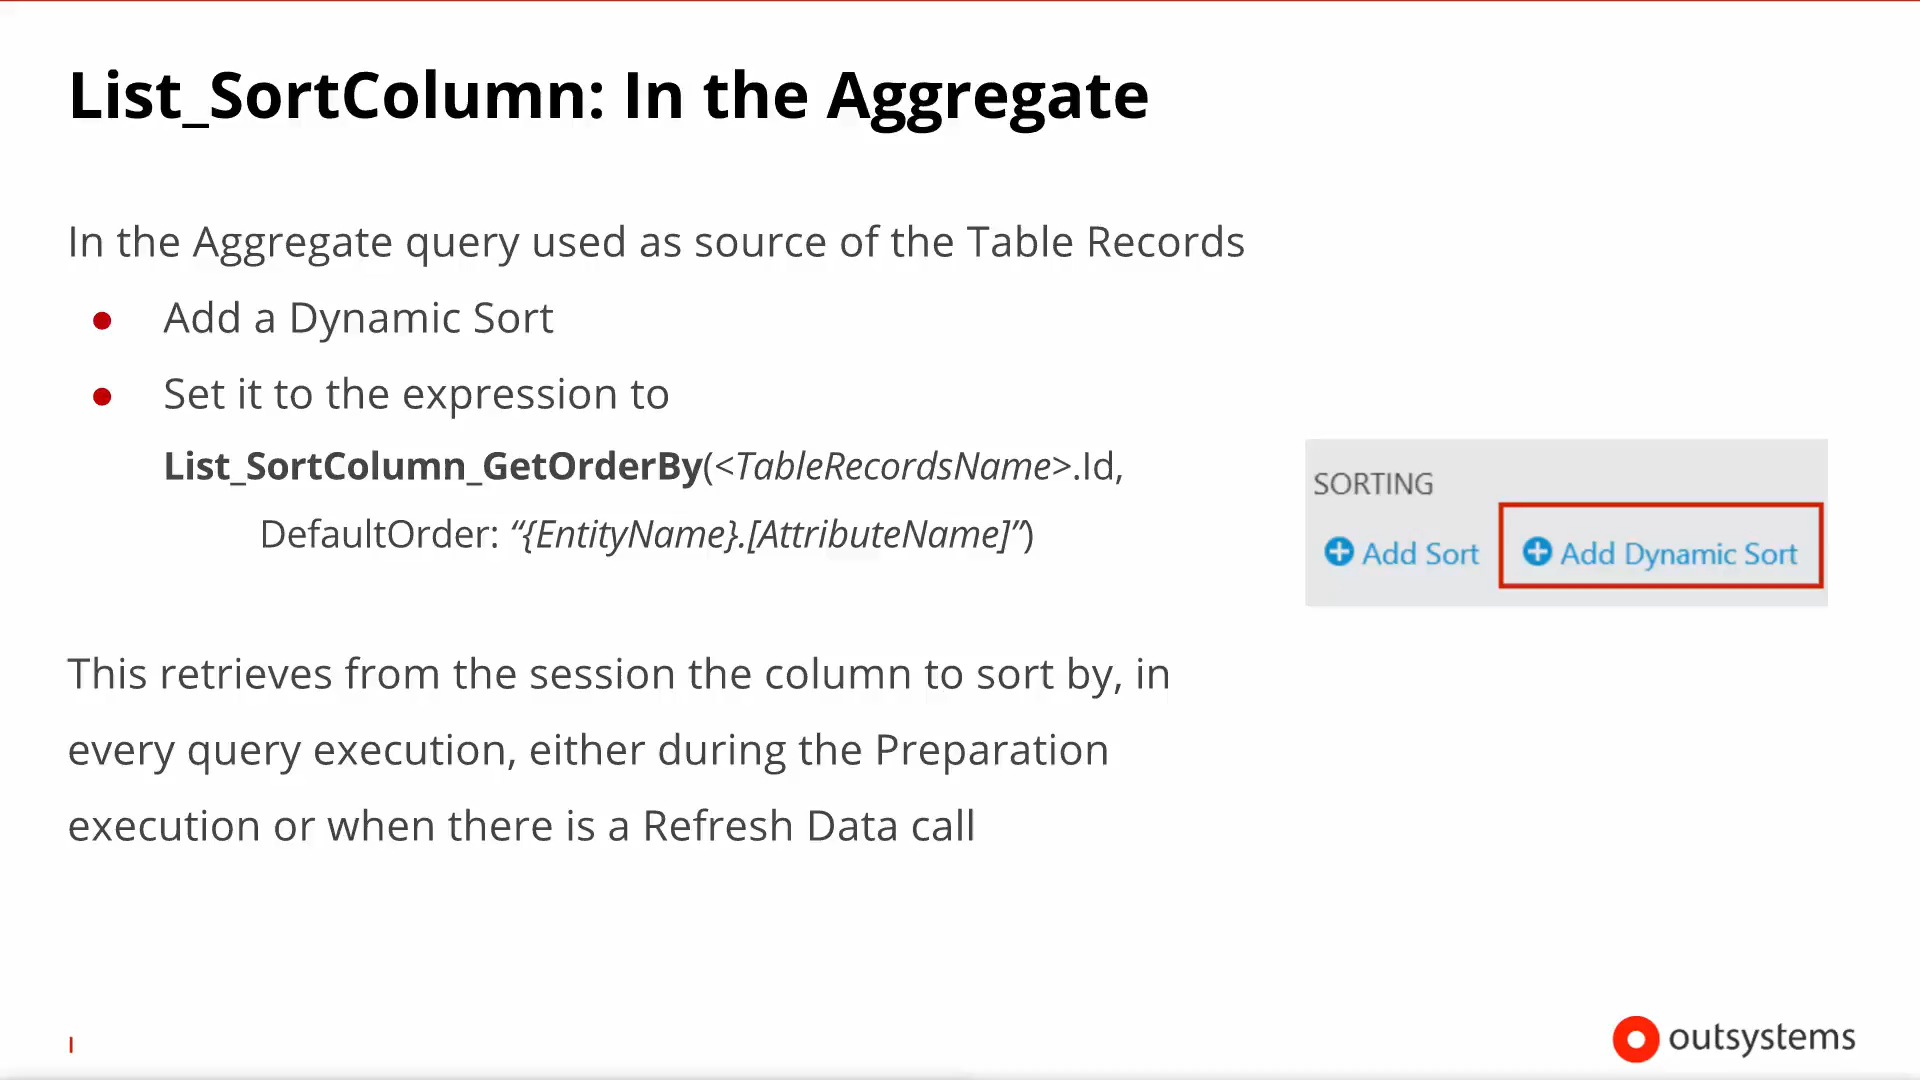 List_SortColumn: In the Aggregate
In the Aggregate query used as source of the Table Records
● Add a Dynamic Sort
● Set it to the expression to
List_SortColumn_GetOrderBy(<TableRecordsName>.Id,
DefaultOrder: “{EntityName}.[AttributeName]”)
SORTING
Add Sort
Add Dynamic Sort
This retrieves from the session the column to sort by, in
every query execution, either during the Preparation
execution or when there is a Refresh Data call
I
outsystems